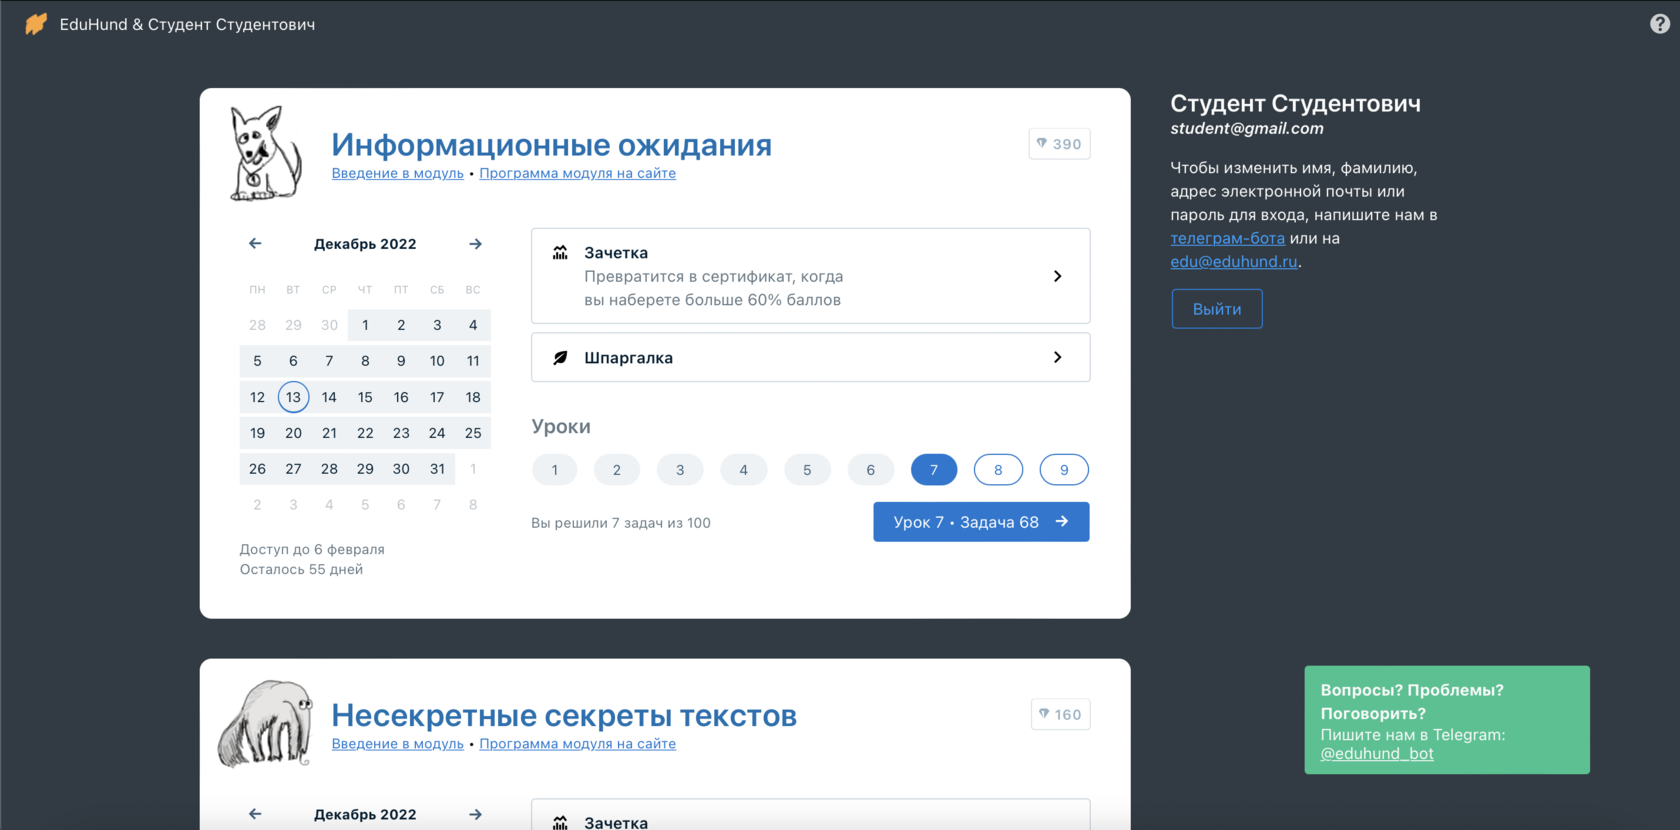 EduHund & Студент Студентович
Информационные ожидания
390
Введение в модуль • Программа модуля на сайте
Декабрь 2022
ПН ВТ СР ЧТ ПТ СБ ВС
28 29 30 1 2 3 4
5 6 7 8 9 10 11
12 13 14 15 16 17 18
19 20 21 22 23 24 25
26 27 28 29 30 31 1
2 3 4 5 6 7 8
Доступ до 6 февраля
Осталось 55 дней
Зачетка
Превратится в сертификат, когда
вы наберете больше 60% баллов
Шпаргалка
Уроки
1 2 3 4 5 6 7 8 9
Вы решили 7 задач из 100
Урок 7 • Задача 68
Студент Студентович
student@gmail.com
Чтобы изменить имя, фамилию,
адрес электронной почты или
пароль для входа, напишите нам в
телеграм-бота или на
edu@eduhund.ru.
Выйти
Несекретные секреты текстов
160
Введение в модуль • Программа модуля на сайте
Декабрь 2022
Зачетка
Вопросы? Проблемы?
Поговорить?
Пишите нам в Telegram:
@eduhund_bot